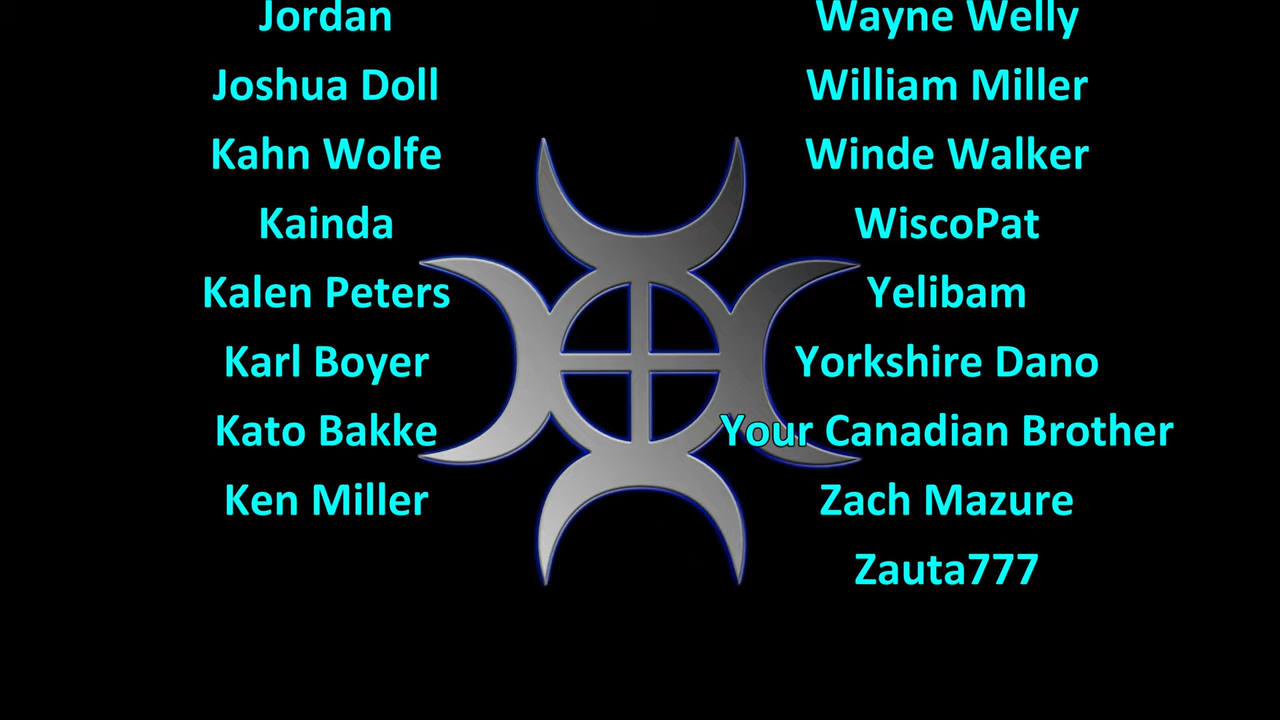 Jordan
Joshua Doll
Kahn Wolfe
Kainda
Kalen Peters
Karl Boyer
Kato Bakke
Ken Miller
Wayne Welly
William Miller
Winde Walker
WiscoPat
Yelibam
Yorkshire Dano
Your Canadian Brother
Zach Mazure
Zauta777